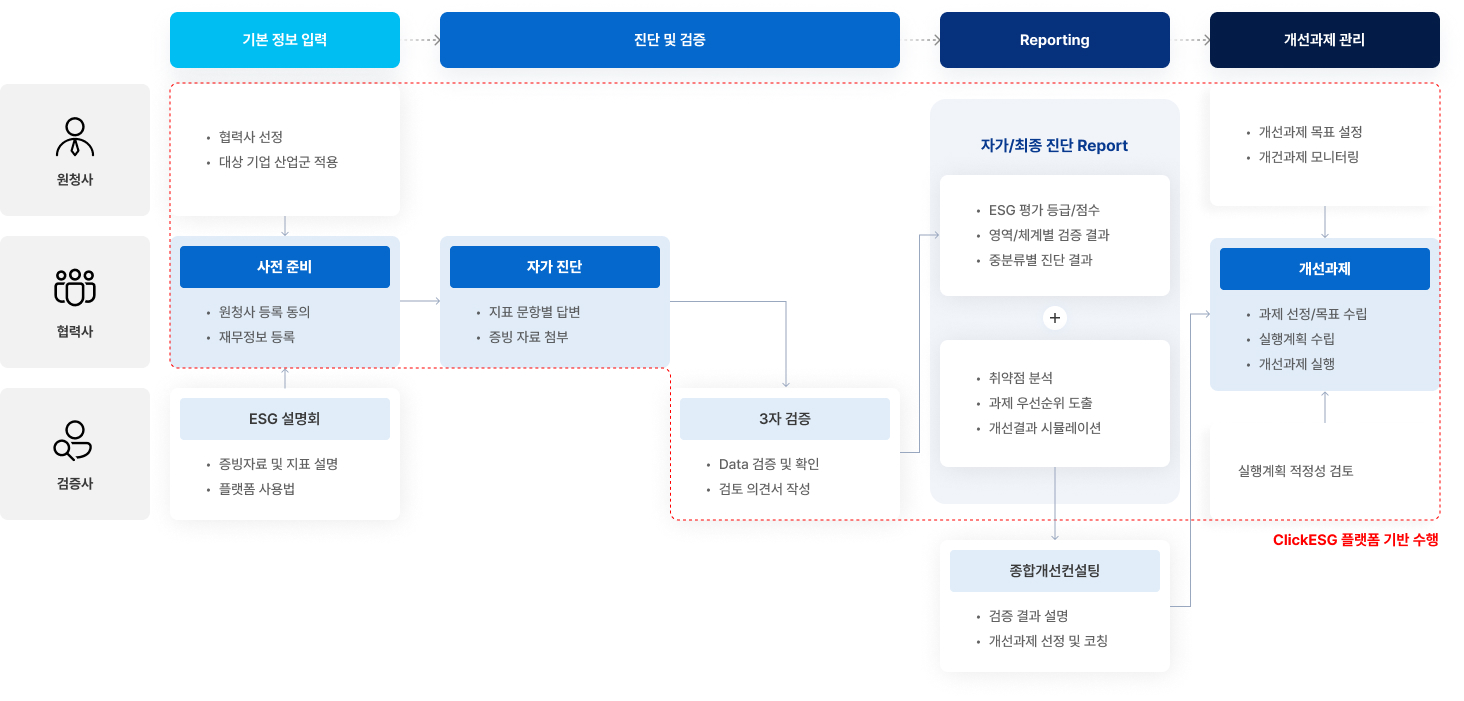 기본 정보 입력
진단 및 검증
Reporting
개선과제 관리
원청사
• 협력사 선정
• 대상 기업 산업군 적용
자가/최종 진단 Report
• ESG 평가 등급/점수
• 영역/체계별 검증 결과
• 중분류별 진단 결과
+
• 취약점 분석
• 과제 우선순위 도출
• 개선결과 시뮬레이션
• 개선과제 목표 설정
• 개건과제 모니터링
협력사
사전 준비
• 원청사 등록 동의
• 재무정보 등록
자가 진단
• 지표 문항별 답변
• 증빙 자료 첨부
개선과제
• 과제 선정/목표 수립
• 실행계획 수립
• 개선과제 실행
검증사
ESG 설명회
• 증빙자료 및 지표 설명
• 플랫폼 사용법
3자 검증
• Data 검증 및 확인
• 검토 의견서 작성
실행계획 적정성 검토
ClickESG 플랫폼 기반 수행
종합개선컨설팅
• 검증 결과 설명
• 개선과제 선정 및 코칭